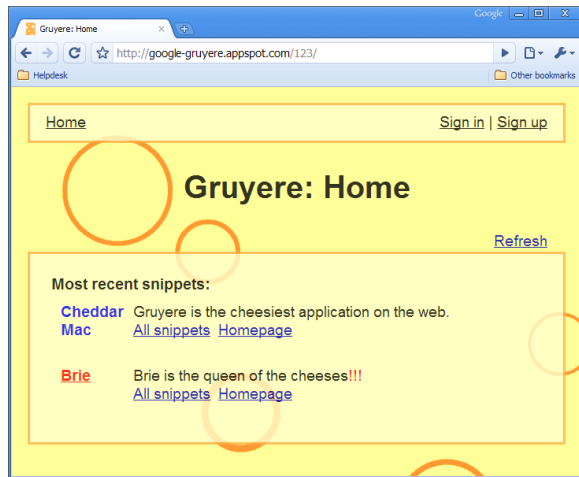 Google
Gruyere: Home
http://google-gruyere.appspot.com/123/
Helpdesk Other bookmarks
Home Sign in | Sign up
Gruyere: Home
Refresh
Most recent snippets:
Cheddar Gruyere is the cheesiest application on the web.
Mac All snippets Homepage
Brie Brie is the queen of the cheeses!!!
All snippets Homepage